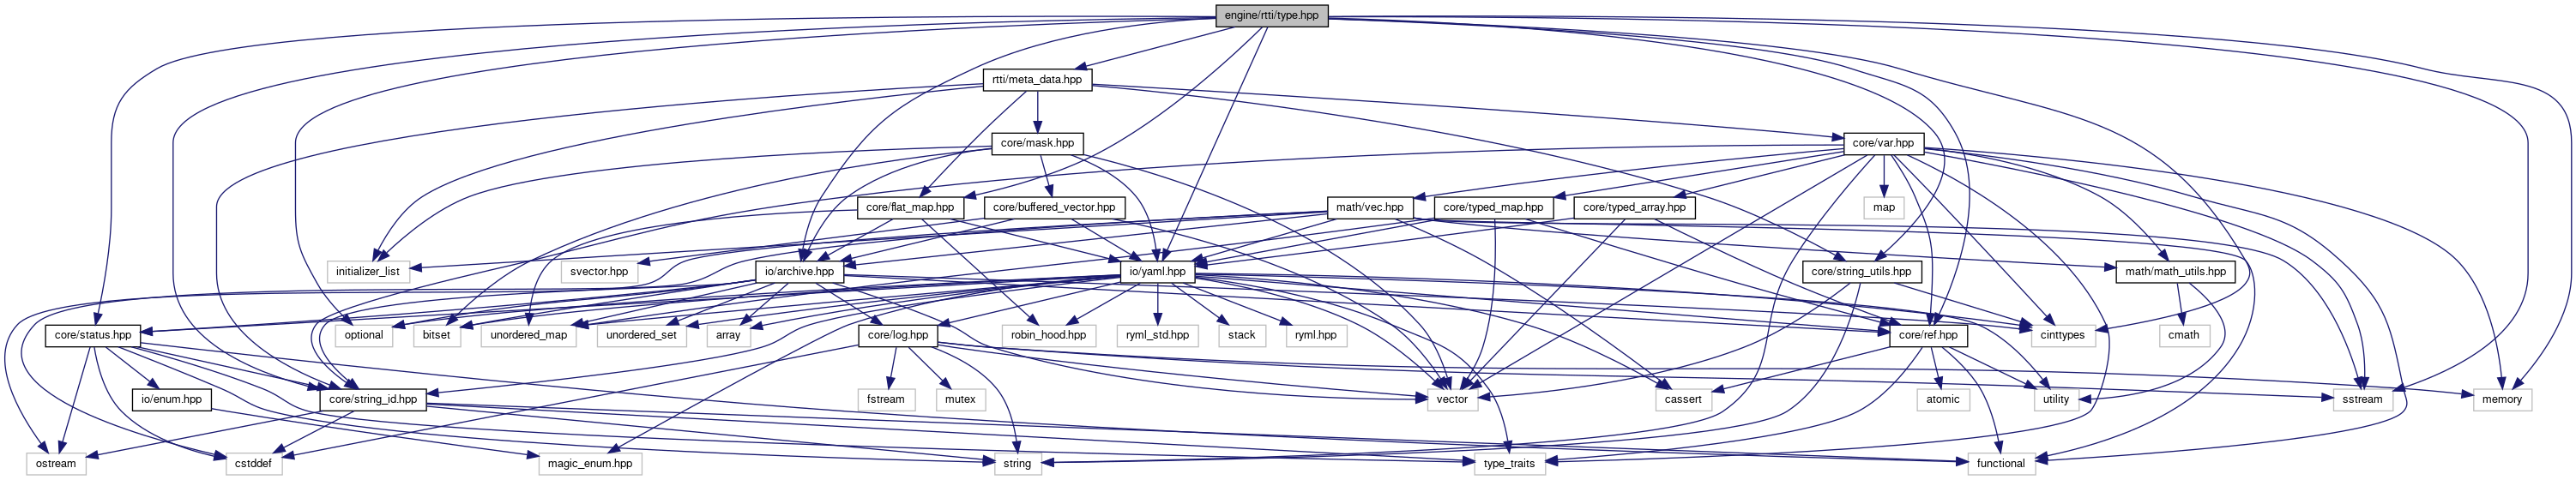 engine/rtti/type.hpp
rtti/meta_data.hpp
core/mask.hpp
core/var.hpp
core/flat_map.hpp
core/buffered_vector.hpp
math/vec.hpp
core/typed_map.hpp
core/typed_array.hpp
map
initializer_list
svector.hpp
io/archive.hpp
io/yaml.hpp
core/string_utils.hpp
math/math_utils.hpp
core/status.hpp
optional
bitset
unordered_map
unordered_set
array
core/log.hpp
robin_hood.hpp
ryml_std.hpp
stack
ryml.hpp
core/ref.hpp
cinttypes
cmath
io/enum.hpp
core/string_id.hpp
fstream
mutex
vector
cassert
atomic
utility
sstream
memory
ostream
cstddef
magic_enum.hpp
string
type_traits
functional